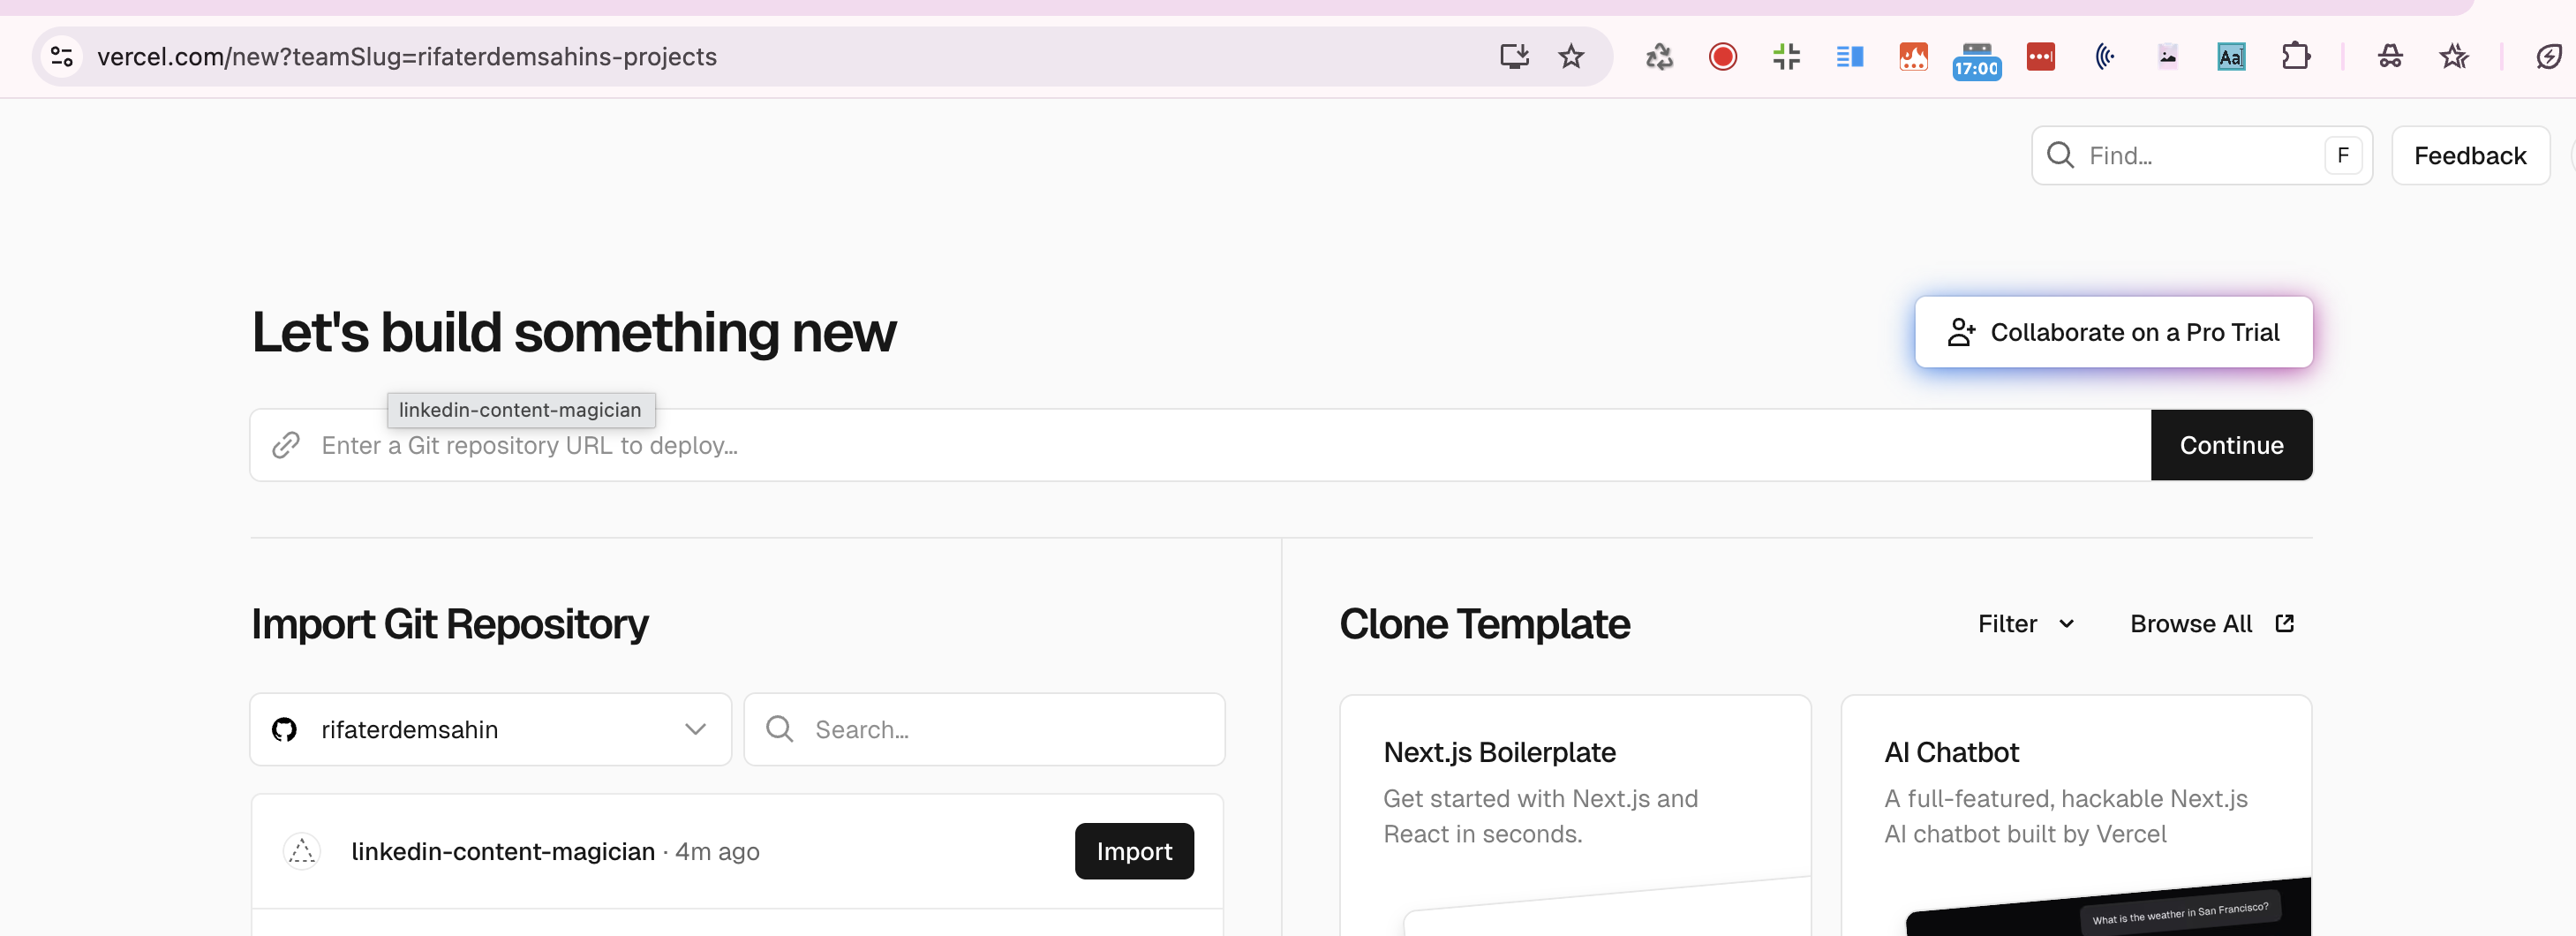 vercel.com/new?teamSlug=rifaterdemsahins-projects
17:00
Aa
Find...
F
Feedback
Let's build something new
Collaborate on a Pro Trial
linkedin-content-magician
Enter a Git repository URL to deploy...
Continue
Import Git Repository
rifaterdemsahin
Search...
linkedin-content-magician · 4m ago
Import
Clone Template
Filter
Browse All
Next.js Boilerplate
Get started with Next.js and
React in seconds.
AI Chatbot
A full-featured, hackable Next.js
AI chatbot built by Vercel
What is the weather in San Francisco?